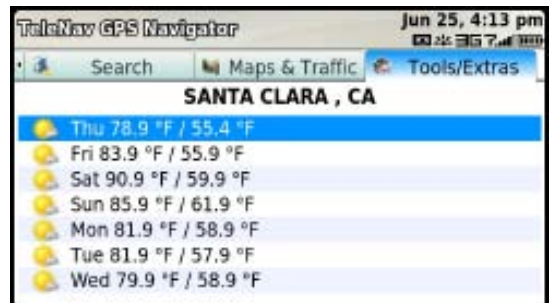 TeleNav GPS Navigator
Jun 25, 4:13 pm
3G
Search Maps & Traffic Tools/Extras
SANTA CLARA , CA
Thu 78.9 °F / 55.4 °F
Fri 83.9 °F / 55.9 °F
Sat 90.9 °F / 59.9 °F
Sun 85.9 °F / 61.9 °F
Mon 81.9 °F / 58.9 °F
Tue 81.9 °F / 57.9 °F
Wed 79.9 °F / 58.9 °F